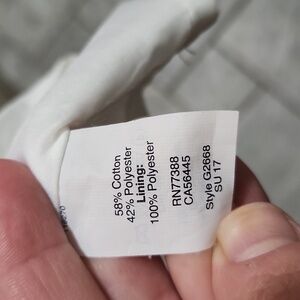 58% Cotton
42% Polyester
Lining:
100% Polyester
RN77388
CA56445
Style G2668
SU 17